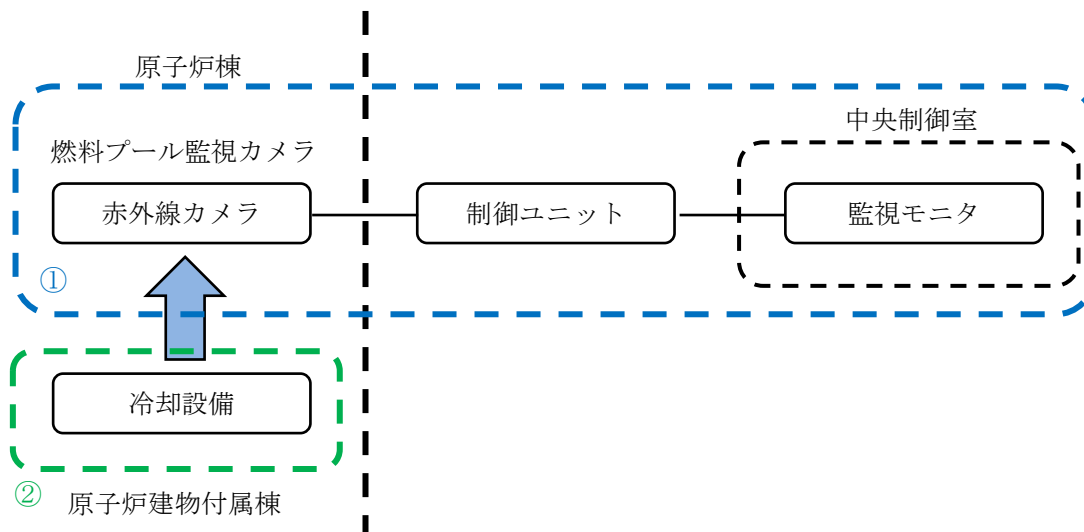 原子炉棟
中央制御室
燃料プール監視カメラ
赤外線カメラ
制御ユニット
監視モニタ
①
冷却設備
②
原子炉建物付属棟